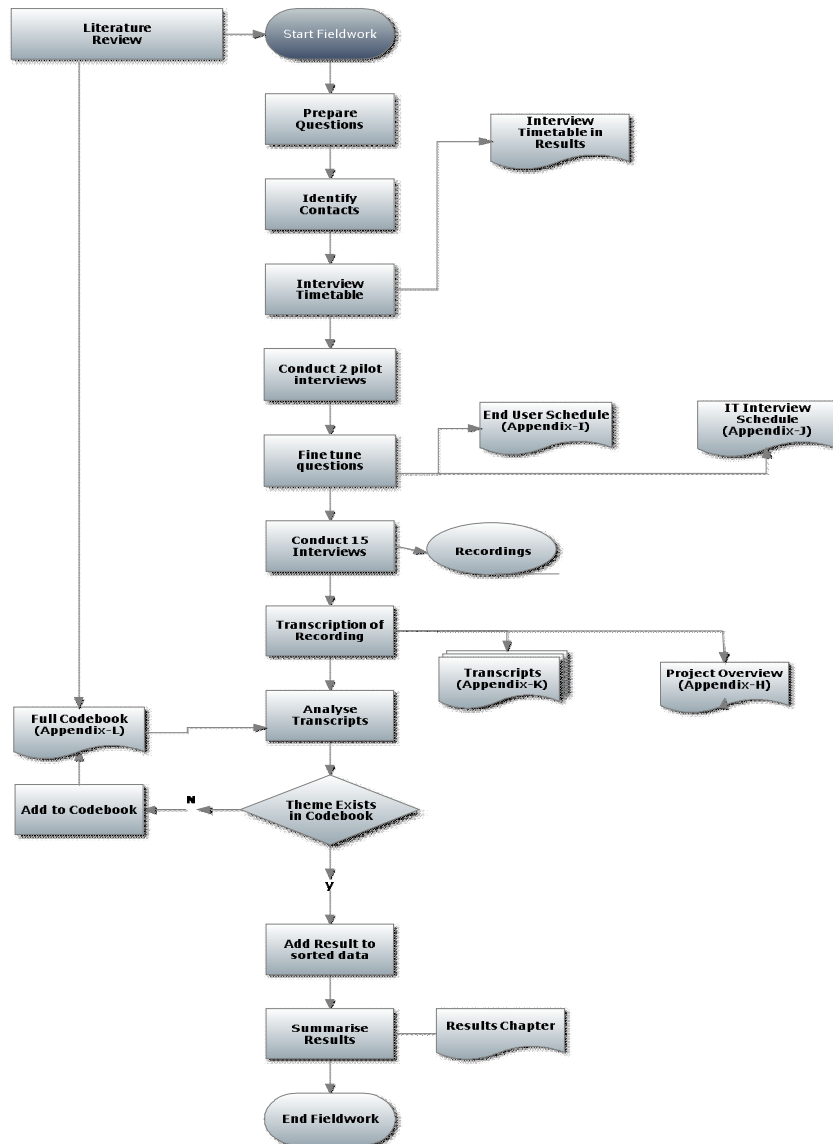 Literature
Review
Start Fieldwork
Prepare
Questions
Interview
Timetable in
Results
Identify
Contacts
Interview
Timetable
Conduct 2 pilot
interviews
End User Schedule
(Appendix-I)
IT Interview
Schedule
(Appendix-J)
Fine tune
questions
Conduct 15
Interviews
Recordings
Transcription of
Recording
Transcripts
(Appendix-K)
Project Overview
(Appendix-H)
Full Codebook
(Appendix-L)
Analyse
Transcripts
Add to Codebook
N
Theme Exists
in Codebook
y
Add Result to
sorted data
Summarise
Results
Results Chapter
End Fieldwork